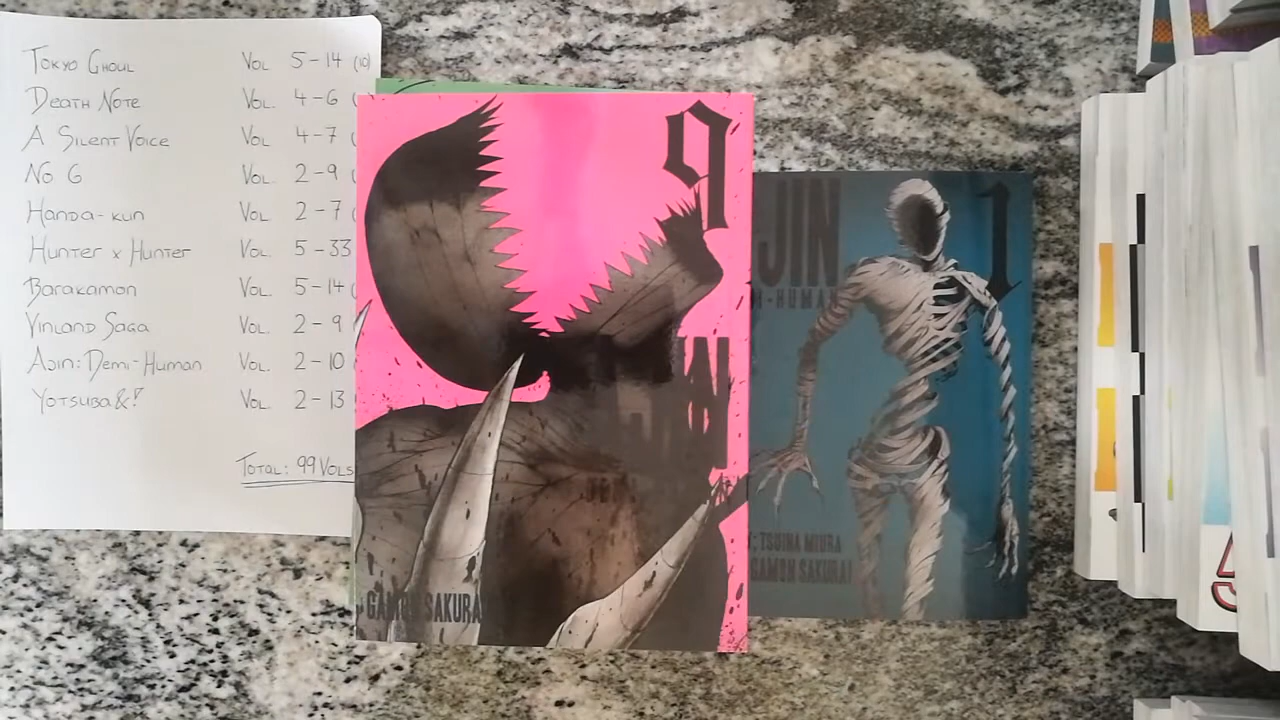 Tokyo Ghoul Vol 5-14 (10)
Death Note Vol. 4-6 (
A Silent Voice Vol 4-7 (
No 6 Vol. 2-9 (
Handa-kun Vol 2-7 (
Hunter x Hunter Vol. 5-33
Barakamon Vol. 5-14 (
Vinland Saga Vol. 2-9
Ajin: Demi-Human Vol. 2-10
Yotsuba&! Vol. 2-13
Total: 99 Vols
9
GAMON SAKURA
JIN
1
I-HUMAN
: TSUINA MIURA
GAMON SAKURAI